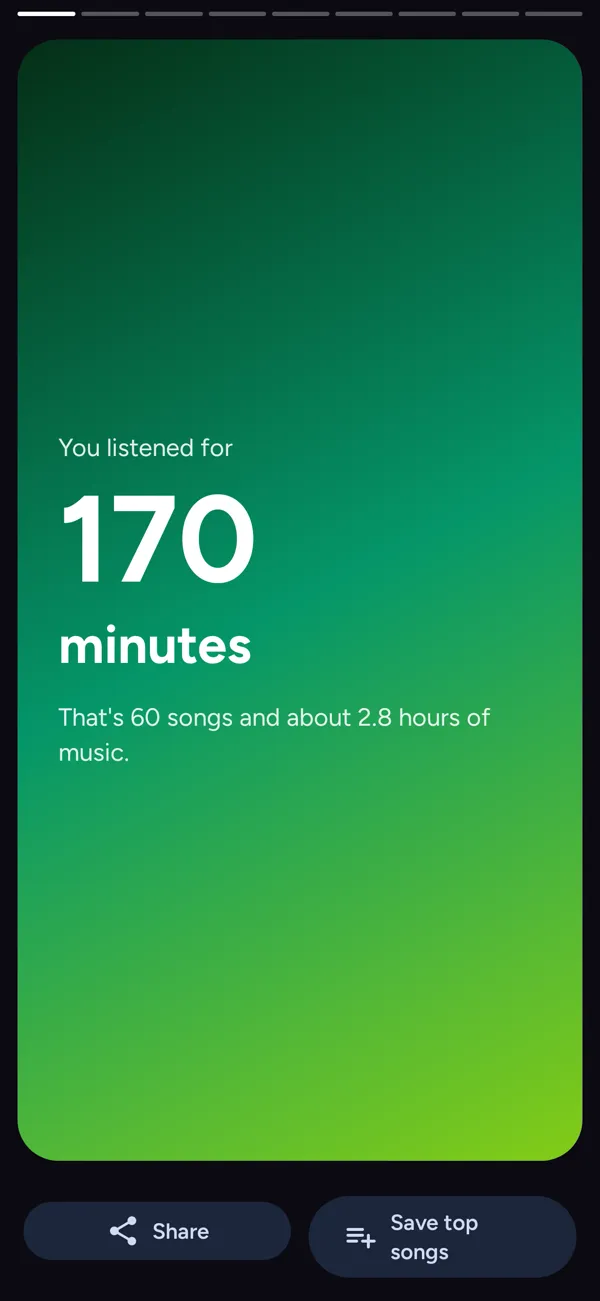 You listened for
170
minutes
That's 60 songs and about 2.8 hours of
music.
Share
Save top
songs